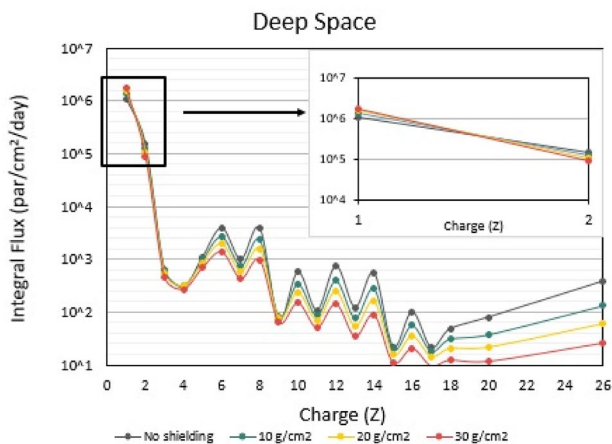 Deep Space
Integral Flux (par/cm²/day)
10^7
10^6
10^5
10^4
10^3
10^2
10^1
10^7
10^6
10^5
10^4
1 2
Charge (Z)
0 2 4 6 8 10 12 14 16 18 20 22 24 26
Charge (Z)
No shielding 10 g/cm2 20 g/cm2 30 g/cm2